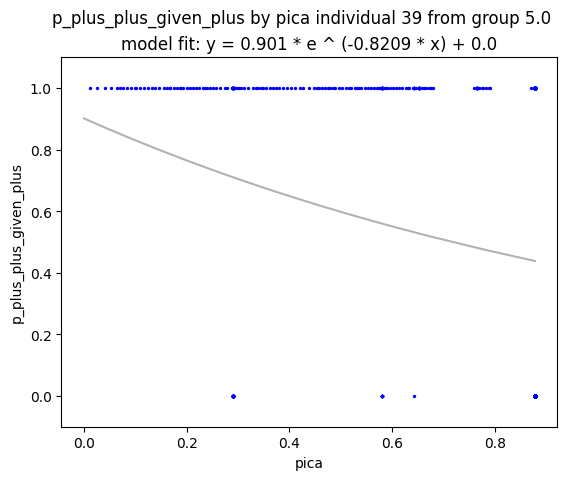 p_plus_plus_given_plus by pica individual 39 from group 5.0
model fit: y = 0.901 * e ^ (-0.8209 * x) + 0.0
1.0
0.8
0.6
0.4
0.2
0.0
p_plus_plus_given_plus
0.0 0.2 0.4 0.6 0.8
pica